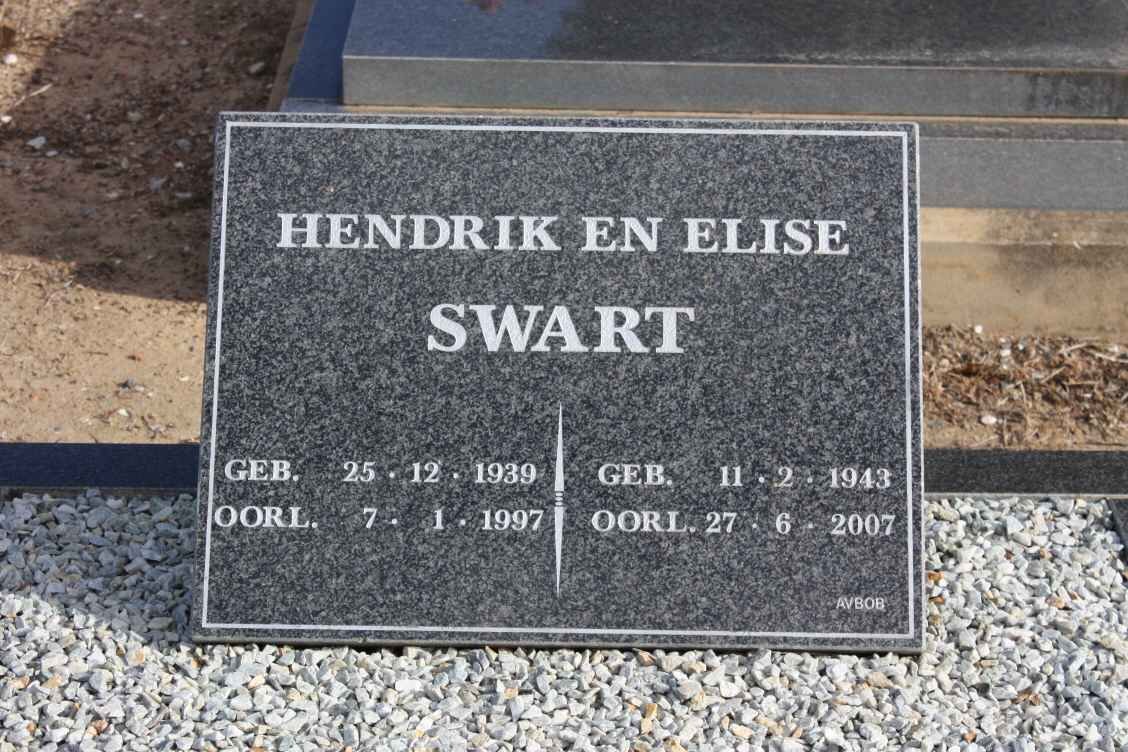 HENDRIK EN ELISE
SWART
GEB. 25 · 12 · 1939
OORL. 7 · 1 · 1997
GEB. 11 · 2 · 1943
OORL. 27 · 6 · 2007
AVBOB